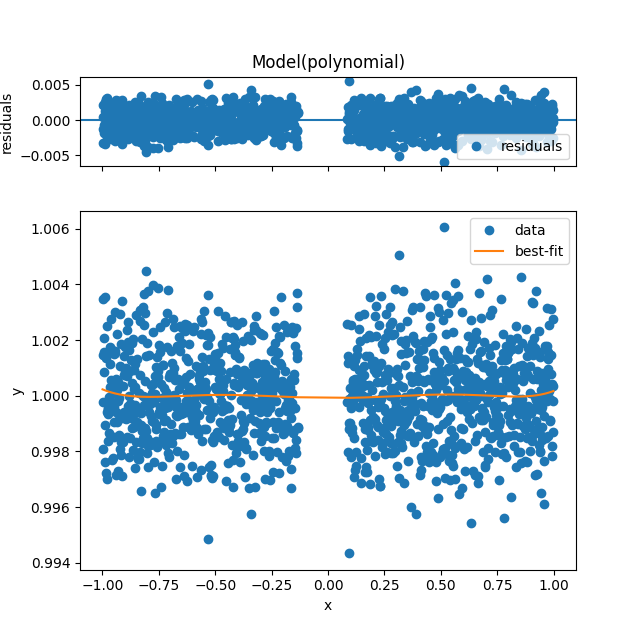 Model(polynomial)
0.005
0.000
−0.005
residuals
residuals
1.006
1.004
1.002
1.000
0.998
0.996
0.994
y
data
best-fit
−1.00 −0.75 −0.50 −0.25 0.00 0.25 0.50 0.75 1.00
x